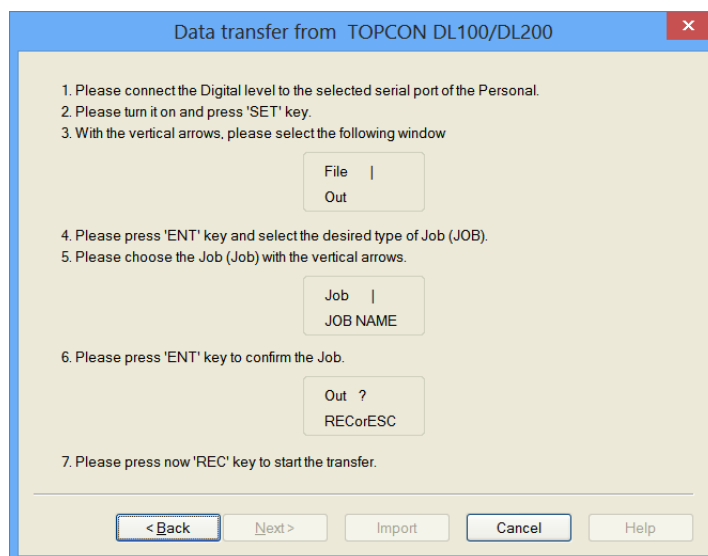 Data transfer from TOPCON DL100/DL200
1. Please connect the Digital level to the selected serial port of the Personal.
2. Please turn it on and press 'SET' key.
3. With the vertical arrows, please select the following window
File |
Out
4. Please press 'ENT' key and select the desired type of Job (JOB).
5. Please choose the Job (Job) with the vertical arrows.
Job |
JOB NAME
6. Please press 'ENT' key to confirm the Job.
Out ?
RECorESC
7. Please press now 'REC' key to start the transfer.
< Back Next > Import Cancel Help